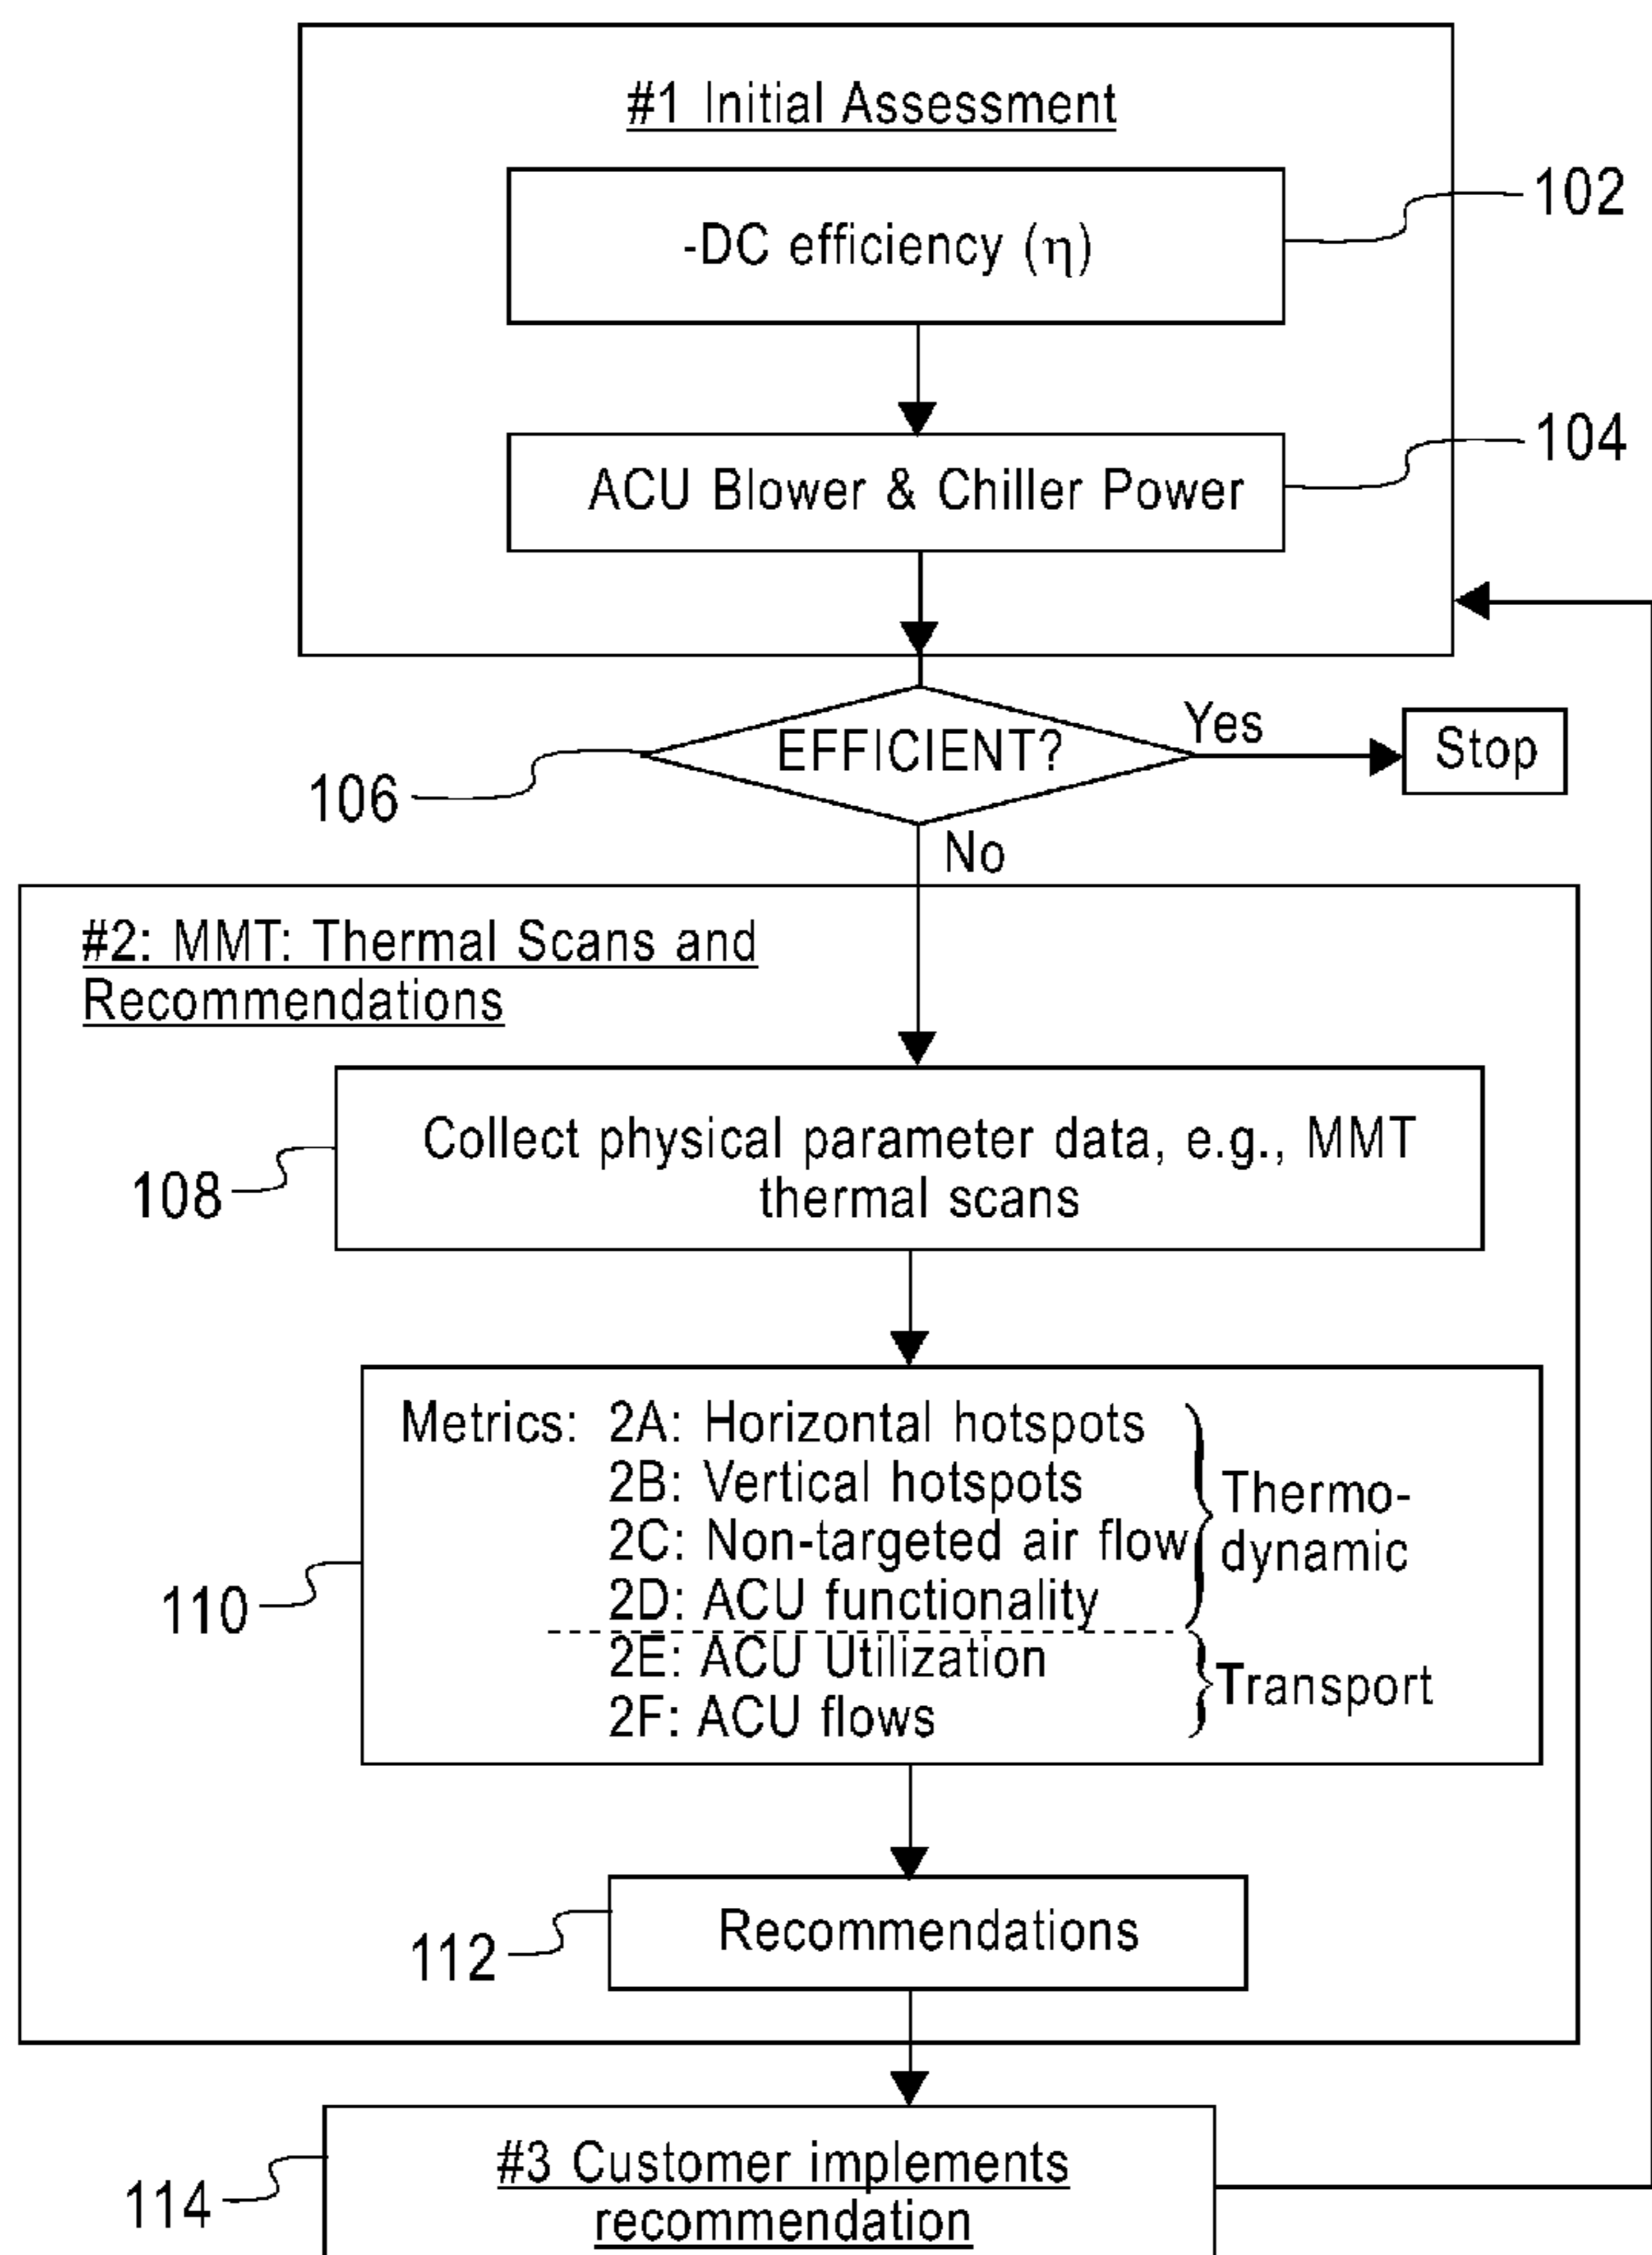 #1 Initial Assessment
-DC efficiency (η)
102
ACU Blower & Chiller Power
104
EFFICIENT?
Yes
Stop
106
No
#2: MMT: Thermal Scans and
Recommendations
Collect physical parameter data, e.g., MMT
thermal scans
108
Metrics: 2A: Horizontal hotspots
2B: Vertical hotspots
2C: Non-targeted air flow
2D: ACU functionality
Thermo-
dynamic
110
2E: ACU Utilization
2F: ACU flows
Transport
Recommendations
112
#3 Customer implements
recommendation
114